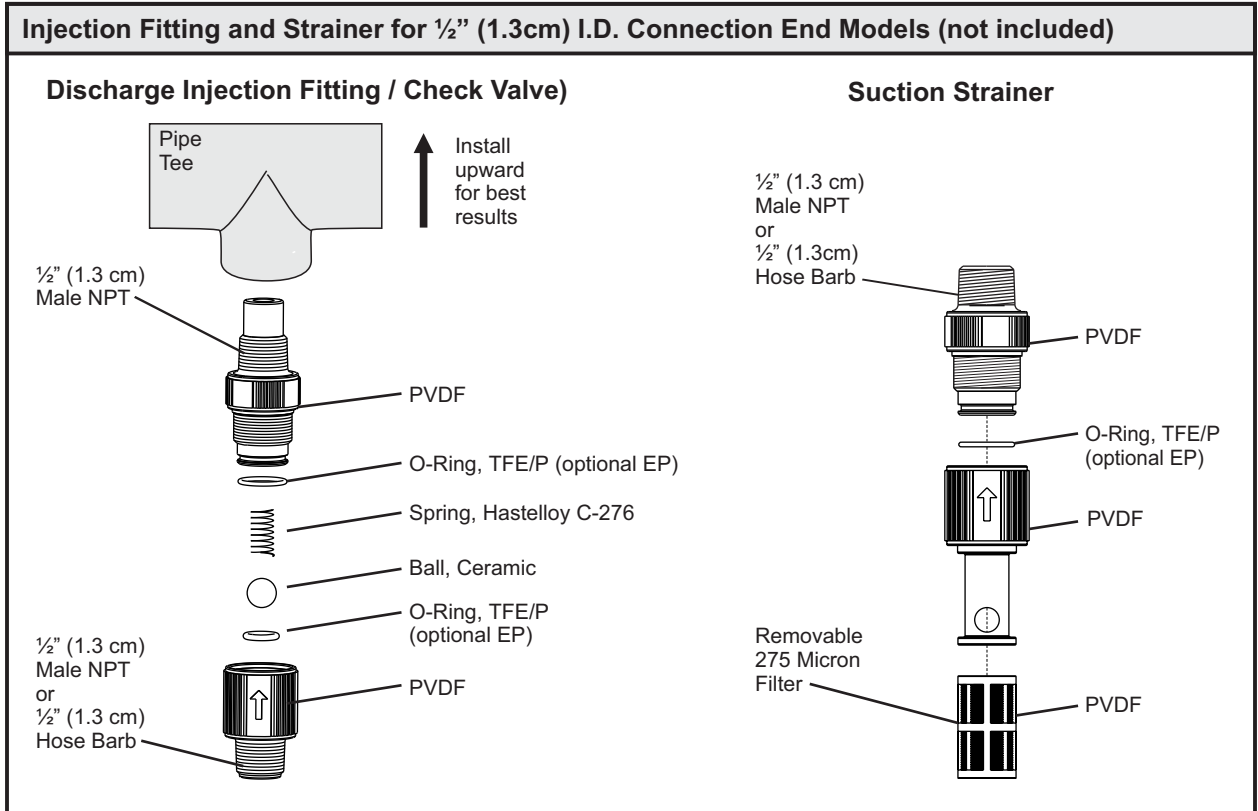 Injection Fitting and Strainer for ½” (1.3cm) I.D. Connection End Models (not included)
Discharge Injection Fitting / Check Valve)
Pipe
Tee
Install
upward
for best
results
½” (1.3 cm)
Male NPT
PVDF
O-Ring, TFE/P (optional EP)
Spring, Hastelloy C-276
Ball, Ceramic
O-Ring, TFE/P
(optional EP)
½” (1.3 cm)
Male NPT
or
½” (1.3 cm)
Hose Barb
PVDF
Suction Strainer
½” (1.3 cm)
Male NPT
or
½” (1.3cm)
Hose Barb
PVDF
O-Ring, TFE/P
(optional EP)
PVDF
Removable
275 Micron
Filter
PVDF